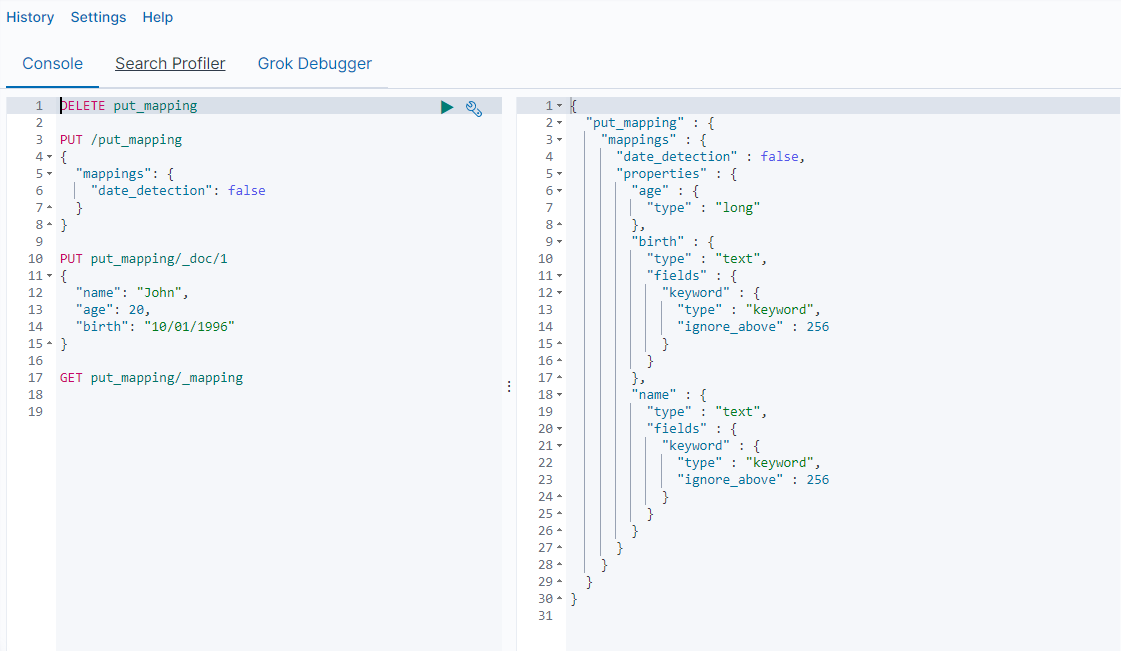 History Settings Help
Console Search Profiler Grok Debugger
1 DELETE put_mapping
2
3 PUT /put_mapping
4 {
5 "mappings": {
6 "date_detection": false
7 }
8 }
9
10 PUT put_mapping/_doc/1
11 {
12 "name": "John",
13 "age": 20,
14 "birth": "10/01/1996"
15 }
16
17 GET put_mapping/_mapping
18
19
1 {
2 "put_mapping" : {
3 "mappings" : {
4 "date_detection" : false,
5 "properties" : {
6 "age" : {
7 "type" : "long"
8 },
9 "birth" : {
10 "type" : "text",
11 "fields" : {
12 "keyword" : {
13 "type" : "keyword",
14 "ignore_above" : 256
15 }
16 }
17 },
18 "name" : {
19 "type" : "text",
20 "fields" : {
21 "keyword" : {
22 "type" : "keyword",
23 "ignore_above" : 256
24 }
25 }
26 }
27 }
28 }
29 }
30 }
31